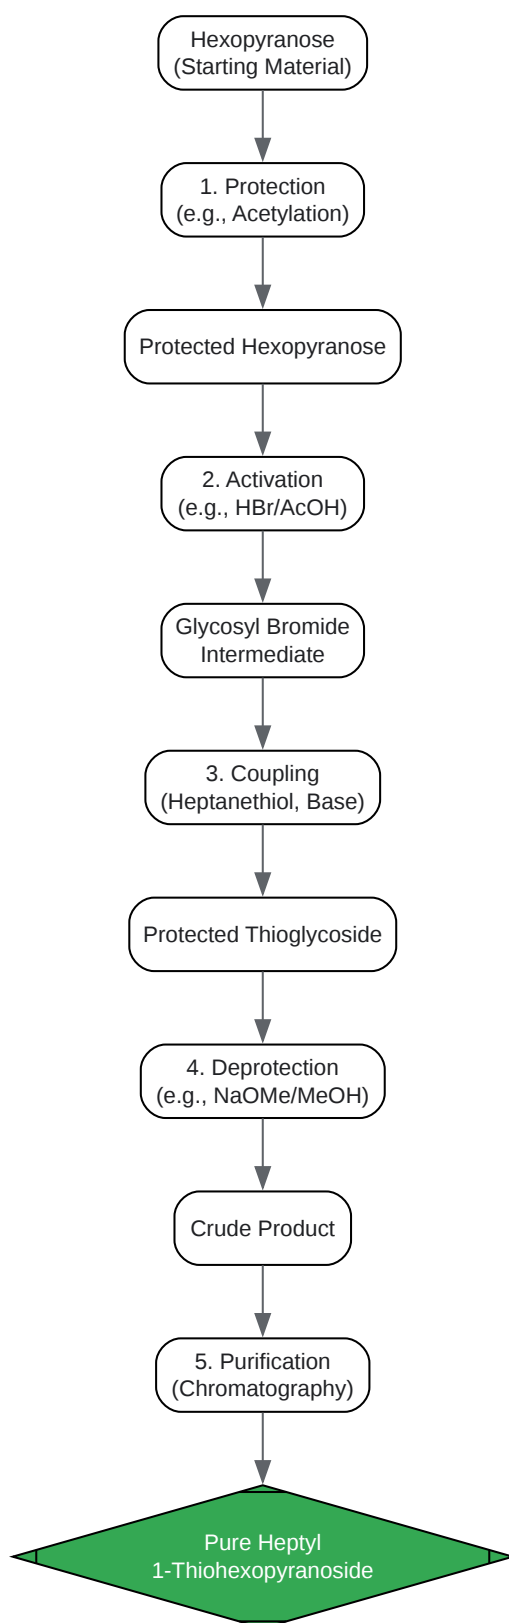 Hexopyranose
(Starting Material)
1. Protection
(e.g., Acetylation)
Protected Hexopyranose
2. Activation
(e.g., HBr/AcOH)
Glycosyl Bromide
Intermediate
3. Coupling
(Heptanethiol, Base)
Protected Thioglycoside
4. Deprotection
(e.g., NaOMe/MeOH)
Crude Product
5. Purification
(Chromatography)
Pure Heptyl
1-Thiohexopyranoside